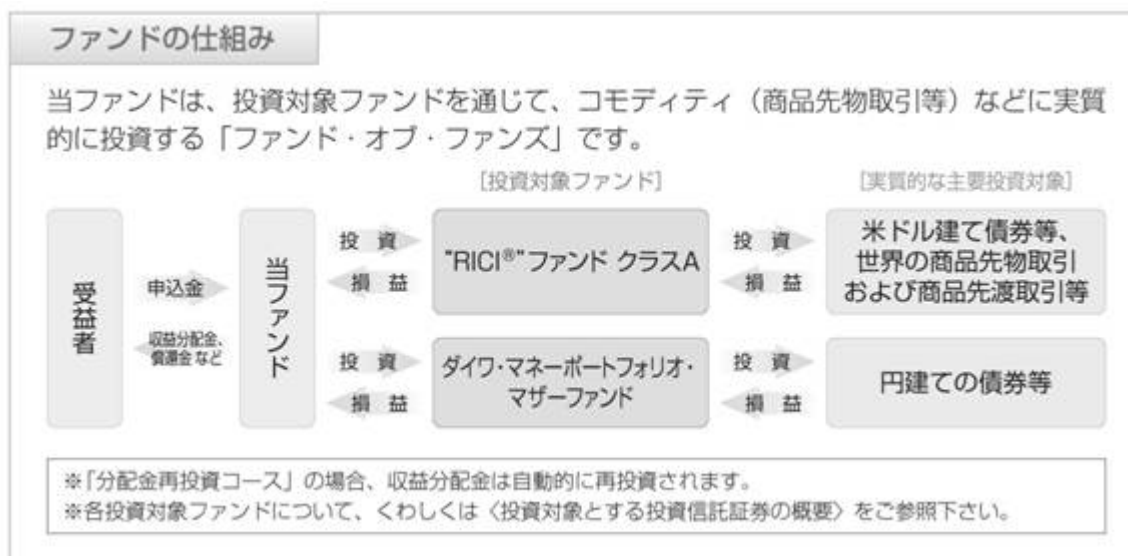 ファンドの仕組み
当ファンドは、投資対象ファンドを通じて、コモディティ（商品先物取引等）などに実質
的に投資する「ファンド・オブ・ファンズ」です。
［投資対象ファンド］
［実質的な主要投資対象］
受益者
申込金
収益分配金、
償還金 など
当ファンド
投 資
損 益
"RICI®"ファンド クラスA
投 資
損 益
米ドル建て債券等、
世界の商品先物取引
および商品先渡取引等
投 資
損 益
ダイワ・マネーポートフォリオ・
マザーファンド
投 資
損 益
円建ての債券等
※「分配金再投資コース」の場合、収益分配金は自動的に再投資されます。
※各投資対象ファンドについて、くわしくは〈投資対象とする投資信託証券の概要〉をご参照下さい。